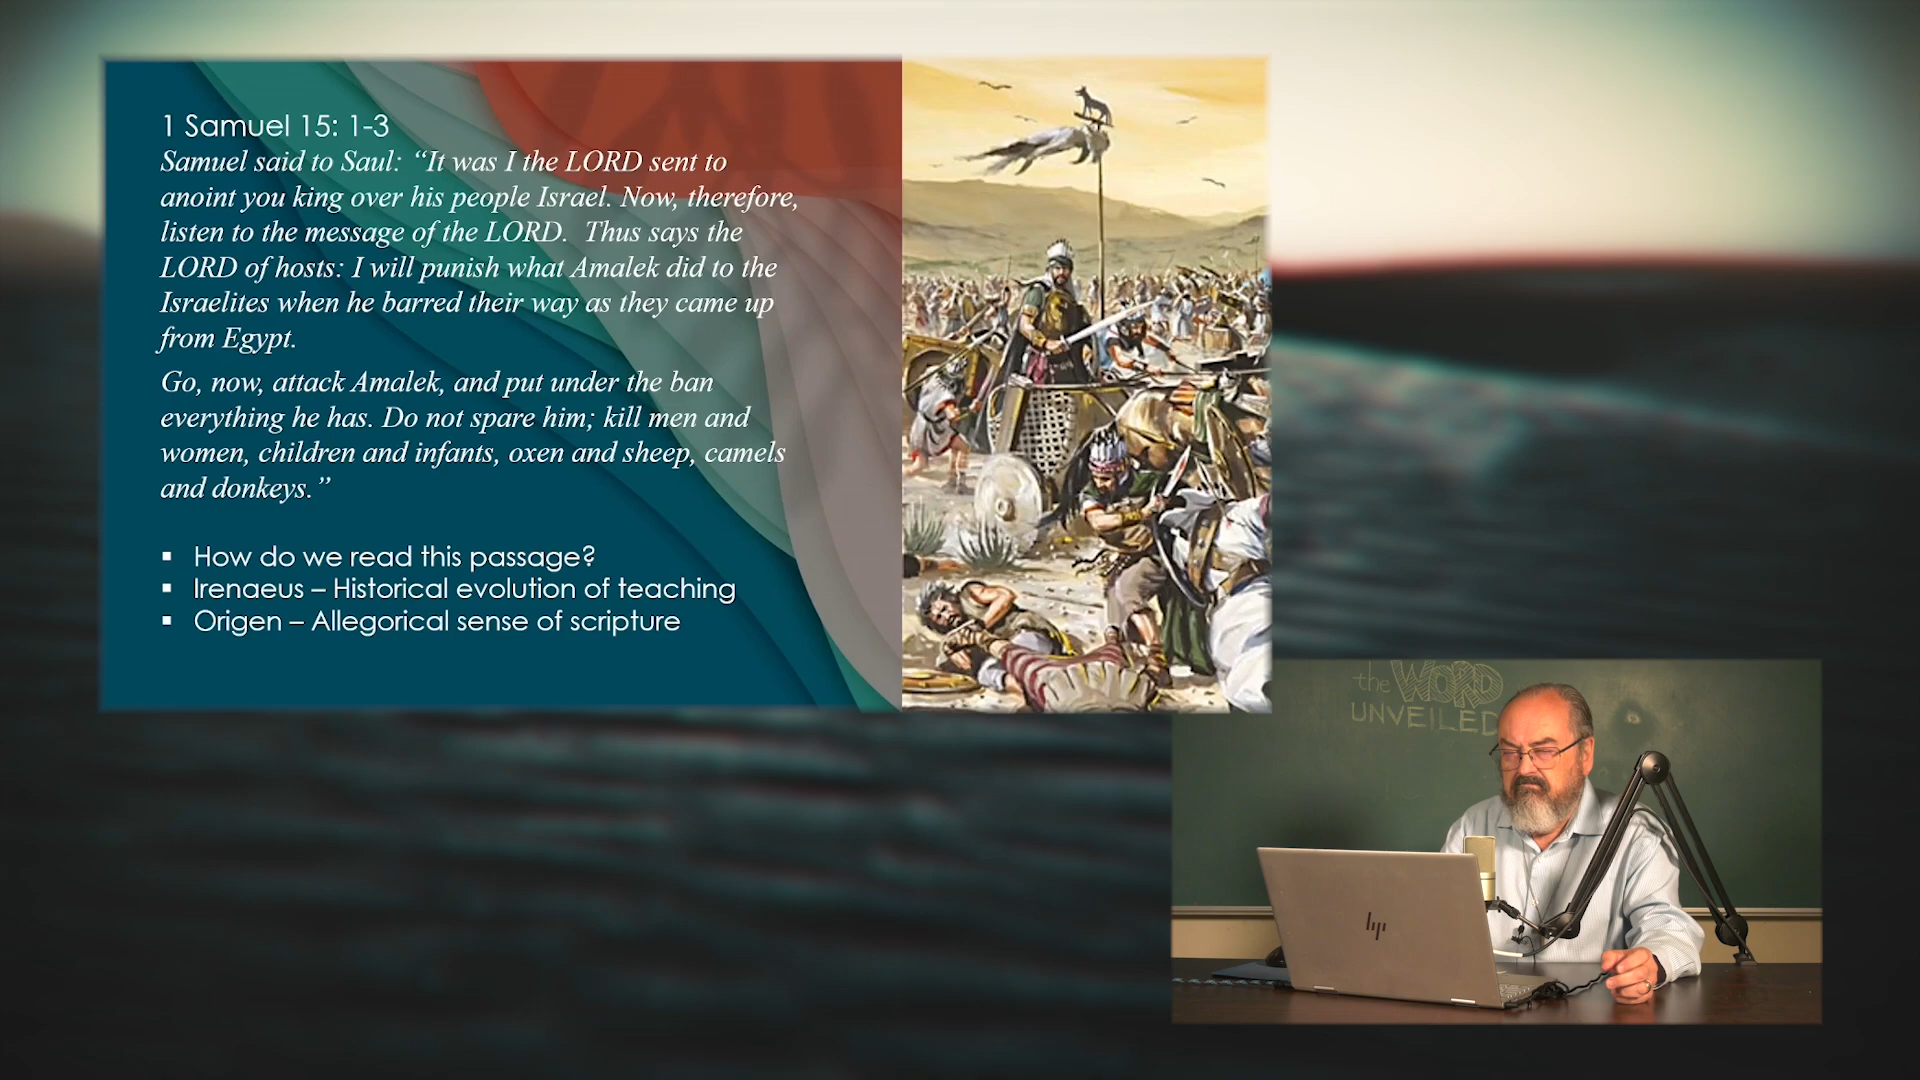 1 Samuel 15: 1-3
Samuel said to Saul: “It was I the LORD sent to
anoint you king over his people Israel. Now, therefore,
listen to the message of the LORD.  Thus says the
LORD of hosts: I will punish what Amalek did to the
Israelites when he barred their way as they came up
from Egypt.
Go, now, attack Amalek, and put under the ban
everything he has. Do not spare him; kill men and
women, children and infants, oxen and sheep, camels
and donkeys.”
▪ How do we read this passage?
▪ Irenaeus – Historical evolution of teaching
▪ Origen – Allegorical sense of scripture
the WORD
UNVEILED
hp